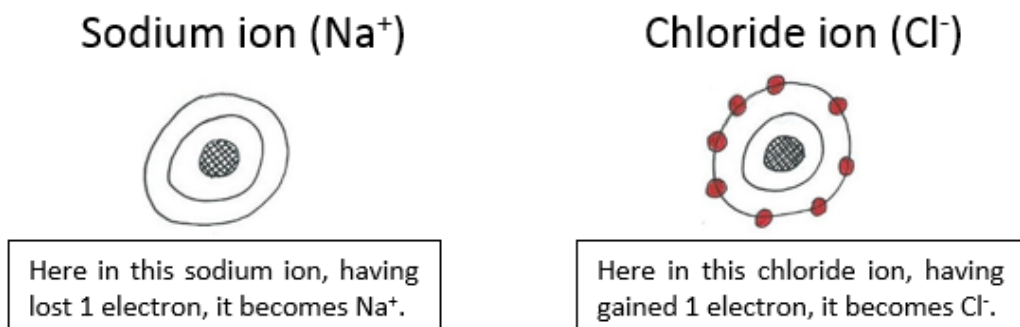 Sodium ion (Na⁺)
Chloride ion (Cl⁻)
Here in this sodium ion, having
lost 1 electron, it becomes Na⁺.
Here in this chloride ion, having
gained 1 electron, it becomes Cl⁻.